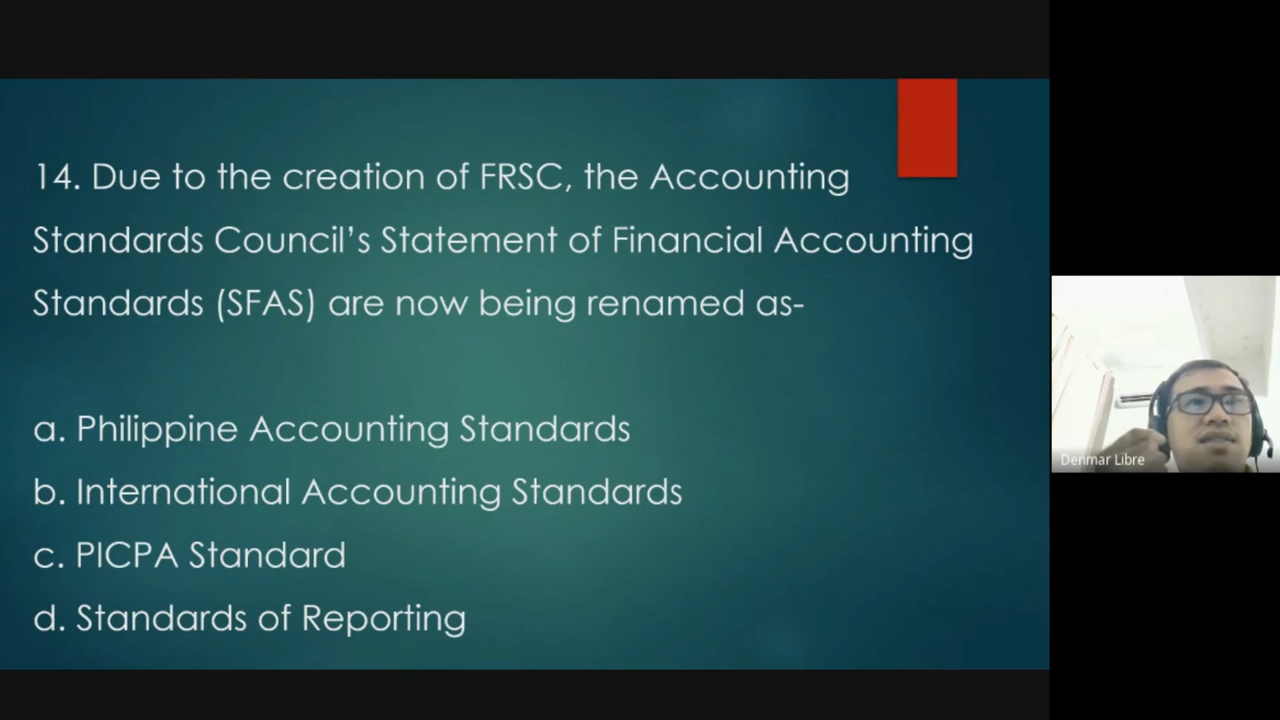 14. Due to the creation of FRSC, the Accounting
Standards Council’s Statement of Financial Accounting
Standards (SFAS) are now being renamed as-
a. Philippine Accounting Standards
b. International Accounting Standards
c. PICPA Standard
d. Standards of Reporting
Denmar Libre